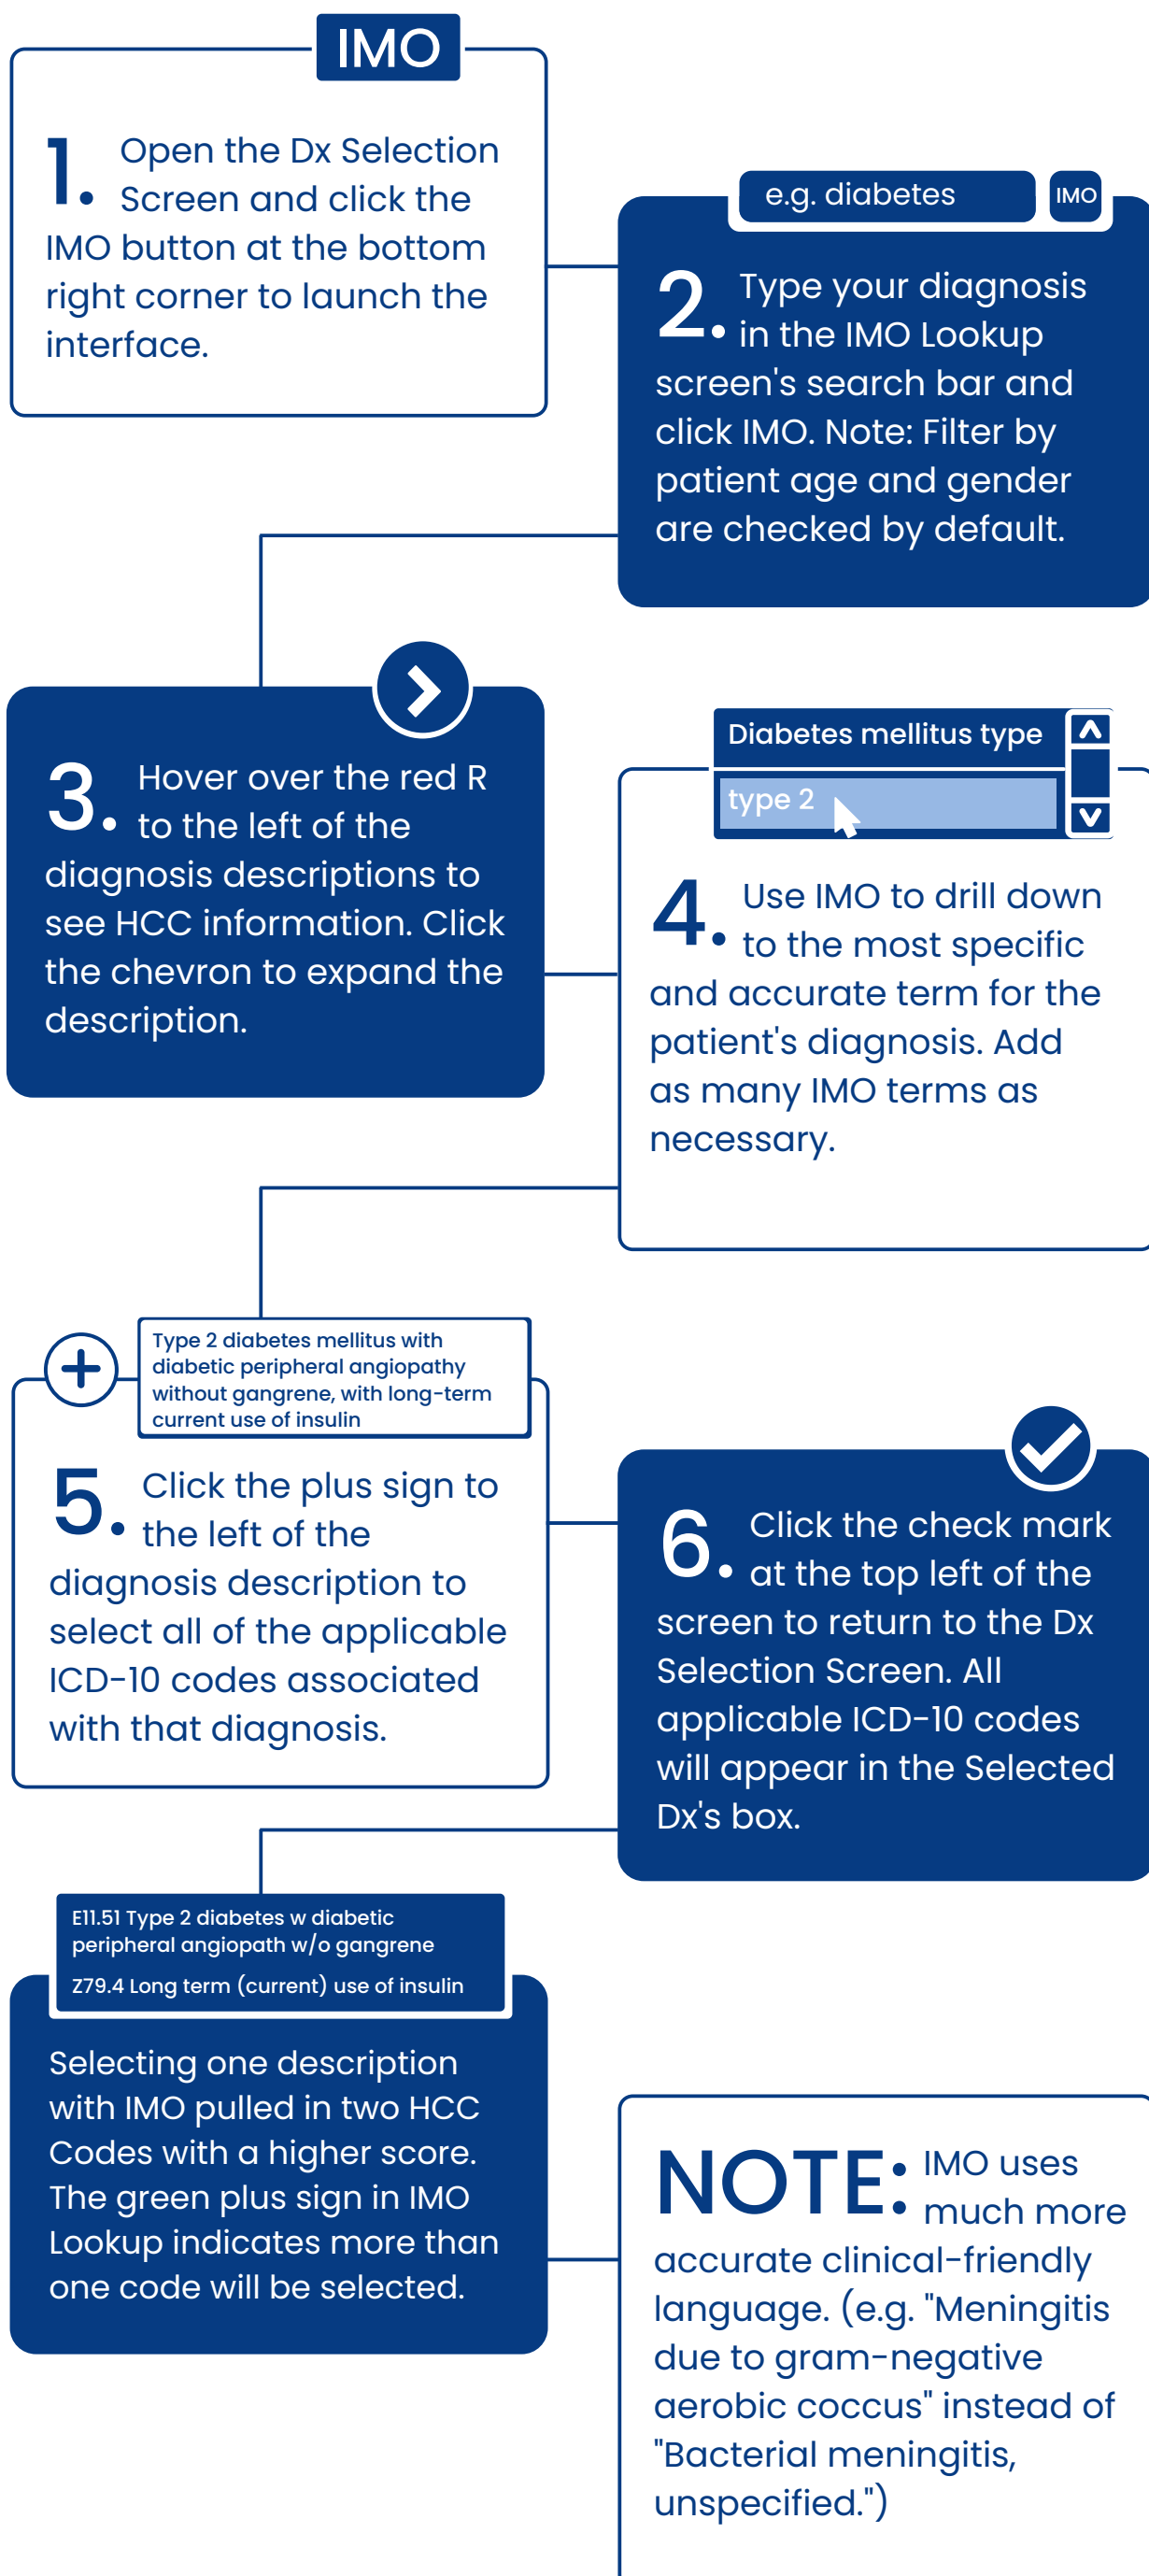 IMO
1. Open the Dx Selection
Screen and click the
IMO button at the bottom
right corner to launch the
interface.
e.g. diabetes IMO
2. Type your diagnosis
in the IMO Lookup
screen's search bar and
click IMO. Note: Filter by
patient age and gender
are checked by default.
3. Hover over the red R
to the left of the
diagnosis descriptions to
see HCC information. Click
the chevron to expand the
description.
Diabetes mellitus type
type 2
4. Use IMO to drill down
to the most specific
and accurate term for the
patient's diagnosis. Add
as many IMO terms as
necessary.
Type 2 diabetes mellitus with
diabetic peripheral angiopathy
without gangrene, with long-term
current use of insulin
5. Click the plus sign to
the left of the
diagnosis description to
select all of the applicable
ICD-10 codes associated
with that diagnosis.
6. Click the check mark
at the top left of the
screen to return to the Dx
Selection Screen. All
applicable ICD-10 codes
will appear in the Selected
Dx's box.
E11.51 Type 2 diabetes w diabetic
peripheral angiopath w/o gangrene
Z79.4 Long term (current) use of insulin
Selecting one description
with IMO pulled in two HCC
Codes with a higher score.
The green plus sign in IMO
Lookup indicates more than
one code will be selected.
NOTE: IMO uses
much more
accurate clinical-friendly
language. (e.g. "Meningitis
due to gram-negative
aerobic coccus" instead of
"Bacterial meningitis,
unspecified.")